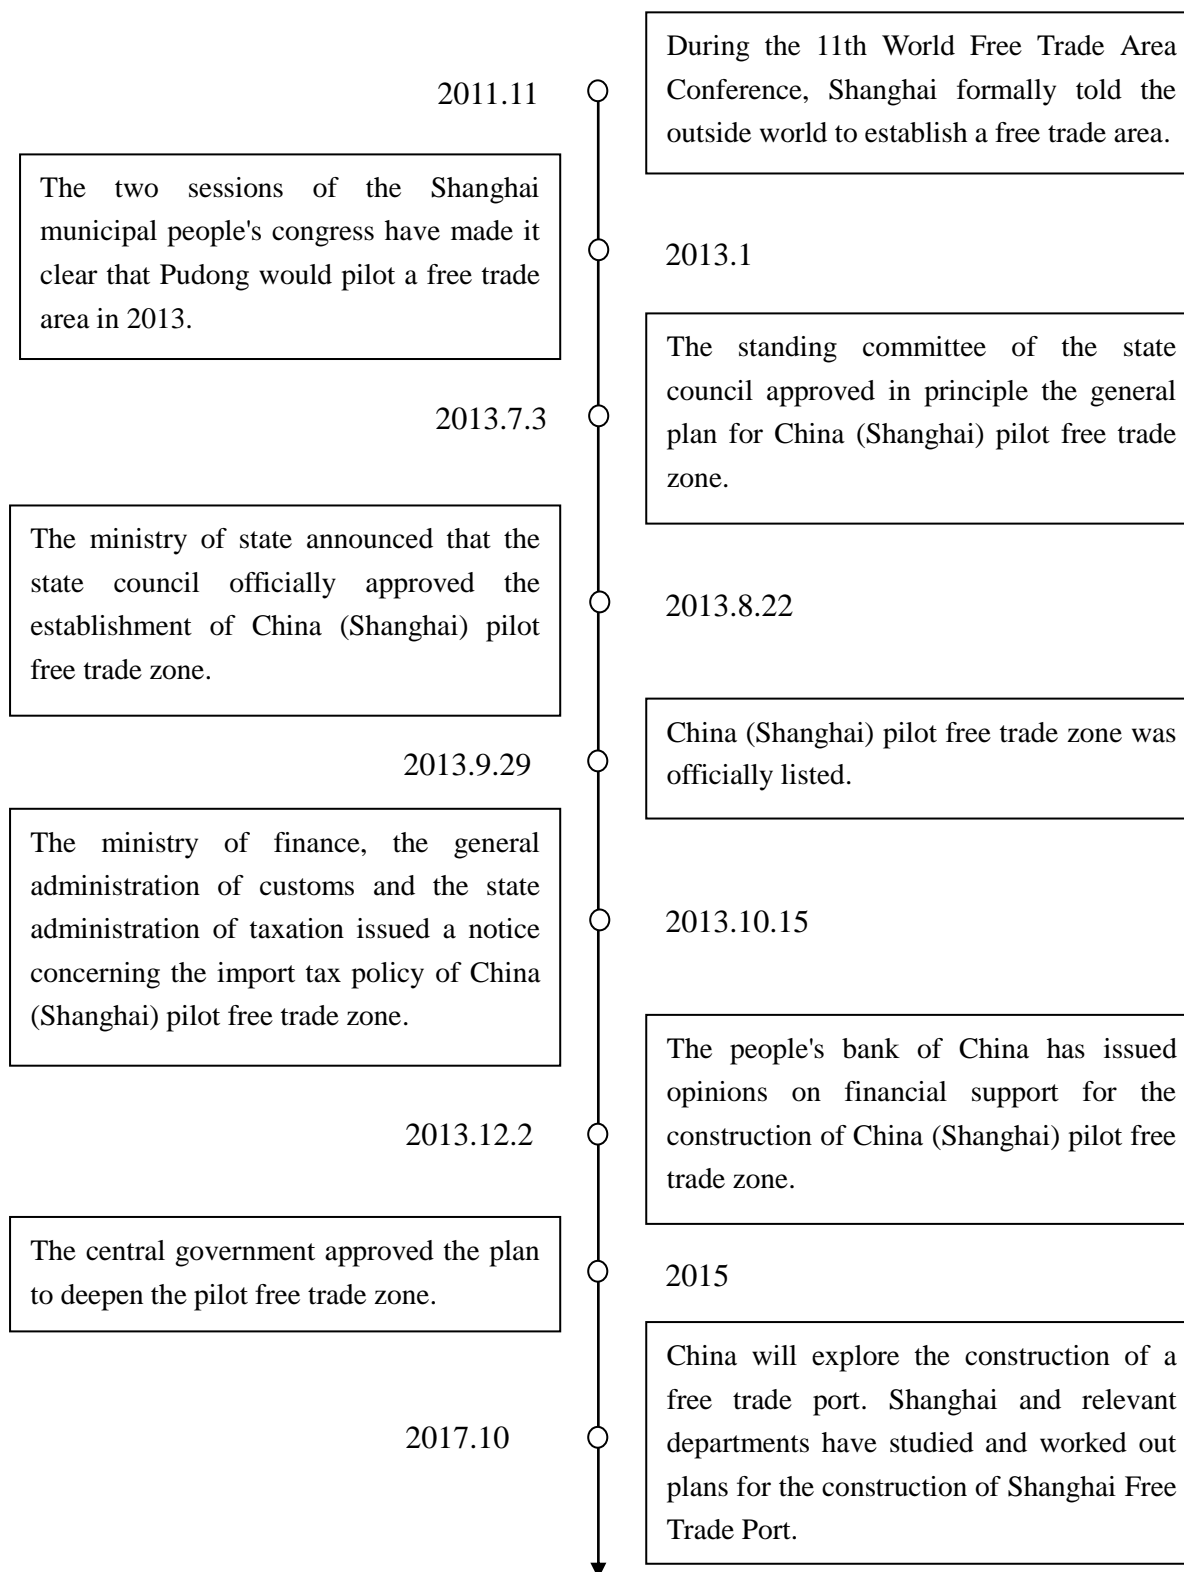 2011.11
During the 11th World Free Trade Area
Conference, Shanghai formally told the
outside world to establish a free trade area.
The two sessions of the Shanghai
municipal people's congress have made it
clear that Pudong would pilot a free trade
area in 2013.
2013.1
2013.7.3
The standing committee of the state
council approved in principle the general
plan for China (Shanghai) pilot free trade
zone.
The ministry of state announced that the
state council officially approved the
establishment of China (Shanghai) pilot
free trade zone.
2013.8.22
2013.9.29
China (Shanghai) pilot free trade zone was
officially listed.
The ministry of finance, the general
administration of customs and the state
administration of taxation issued a notice
concerning the import tax policy of China
(Shanghai) pilot free trade zone.
2013.10.15
2013.12.2
The people's bank of China has issued
opinions on financial support for the
construction of China (Shanghai) pilot free
trade zone.
The central government approved the plan
to deepen the pilot free trade zone.
2015
2017.10
China will explore the construction of a
free trade port. Shanghai and relevant
departments have studied and worked out
plans for the construction of Shanghai Free
Trade Port.